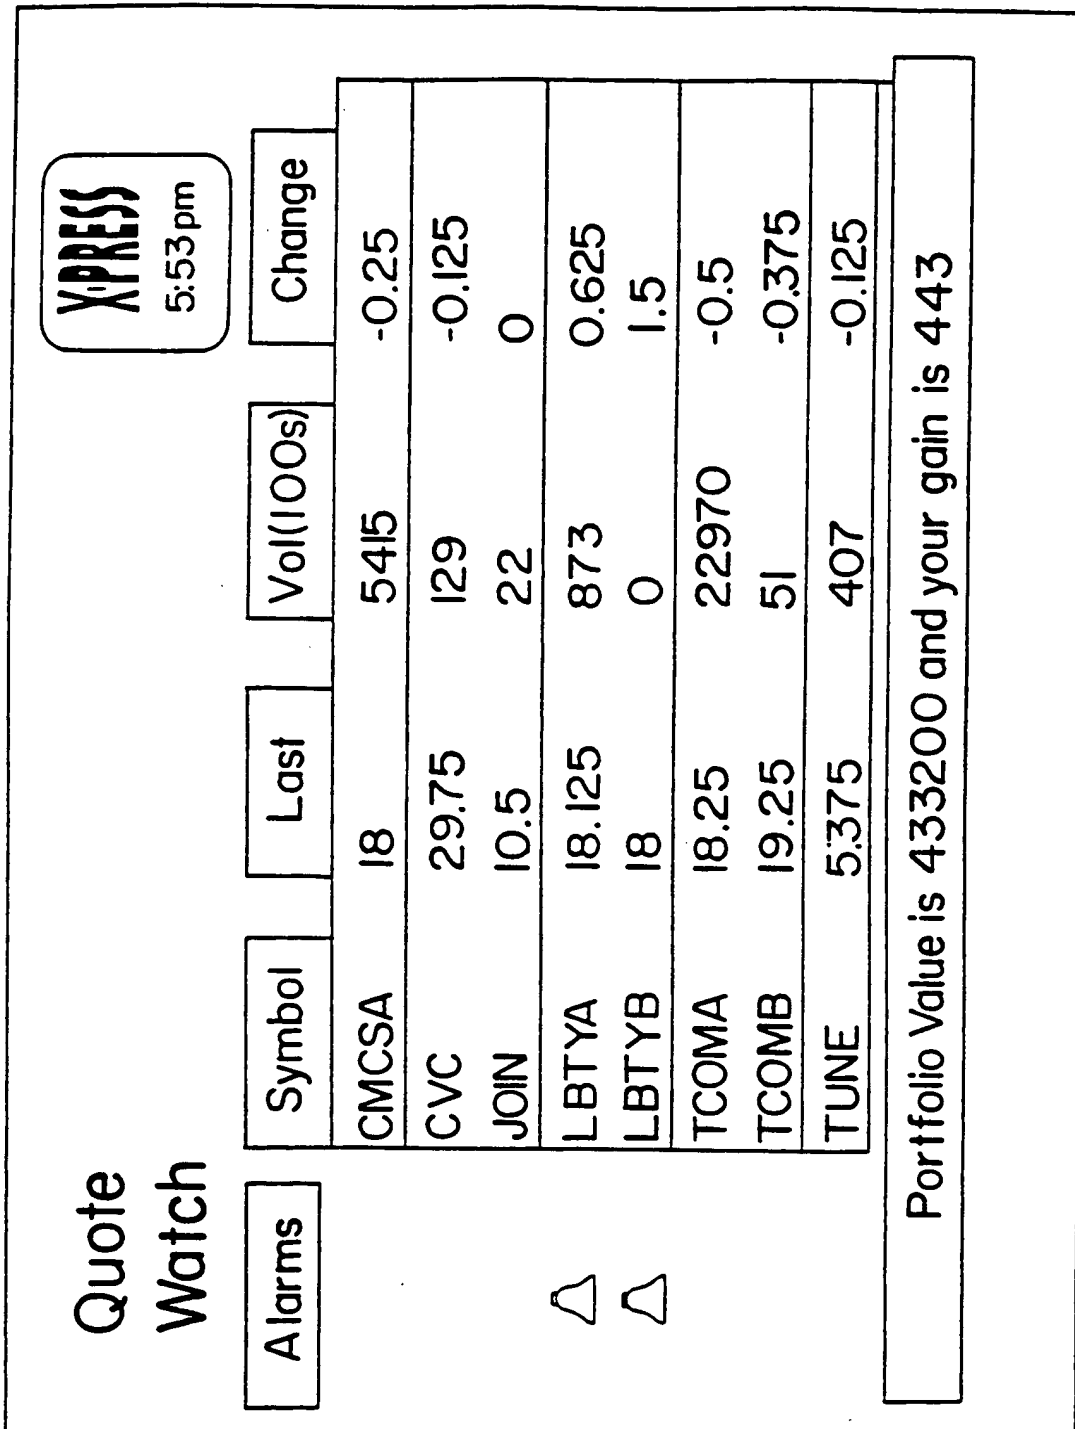 Quote
Watch
X·PRESS
5:53pm
Alarms Symbol Last Vol(100s) Change
CMCSA 18 5415 -0.25
CVC 29.75 129 -0.125
JOIN 10.5 22 0
LBTYA 18.125 873 0.625
LBTYB 18 0 1.5
TCOMA 18.25 22970 -0.5
TCOMB 19.25 51 -0.375
TUNE 5.375 407 -0.125
Portfolio Value is 433200 and your gain is 443